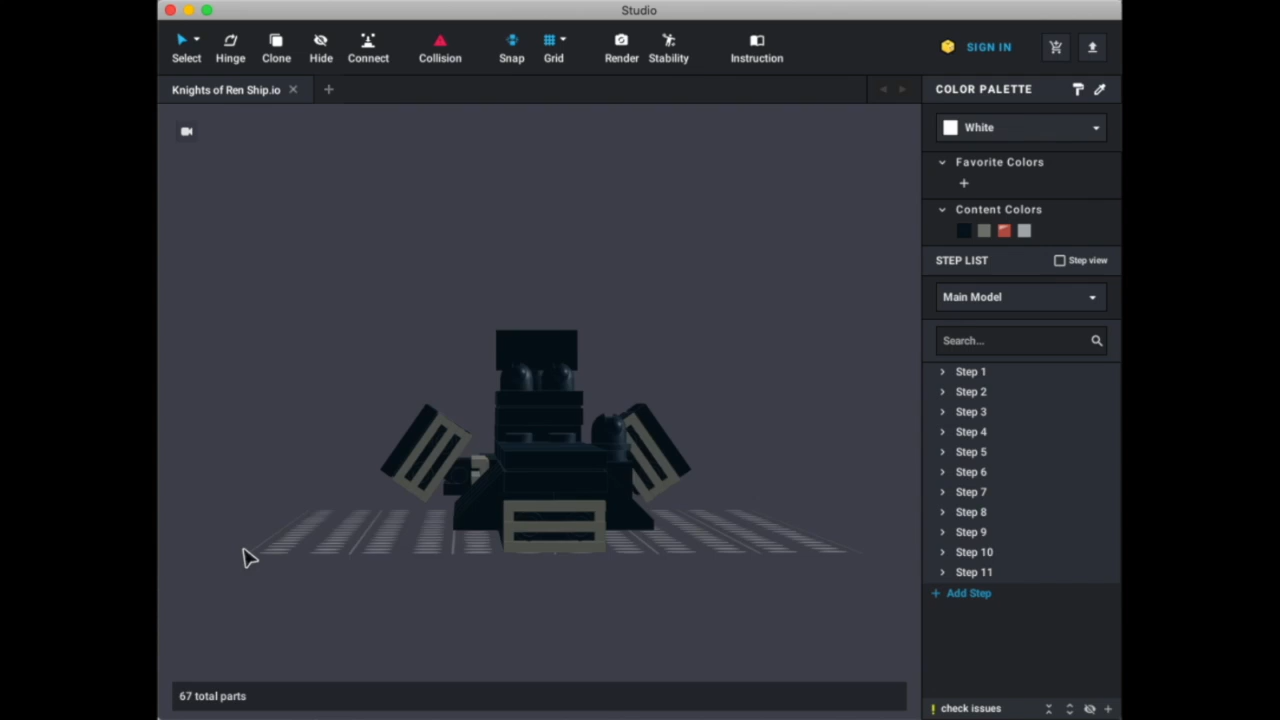 Studio
Select
Hinge
Clone
Hide
Connect
Collision
Snap
Grid
Render
Stability
Instruction
SIGN IN
Knights of Ren Ship.io
COLOR PALETTE
White
Favorite Colors
Content Colors
STEP LIST
Step view
Main Model
Search...
Step 1
Step 2
Step 3
Step 4
Step 5
Step 6
Step 7
Step 8
Step 9
Step 10
Step 11
+ Add Step
67 total parts
! check issues